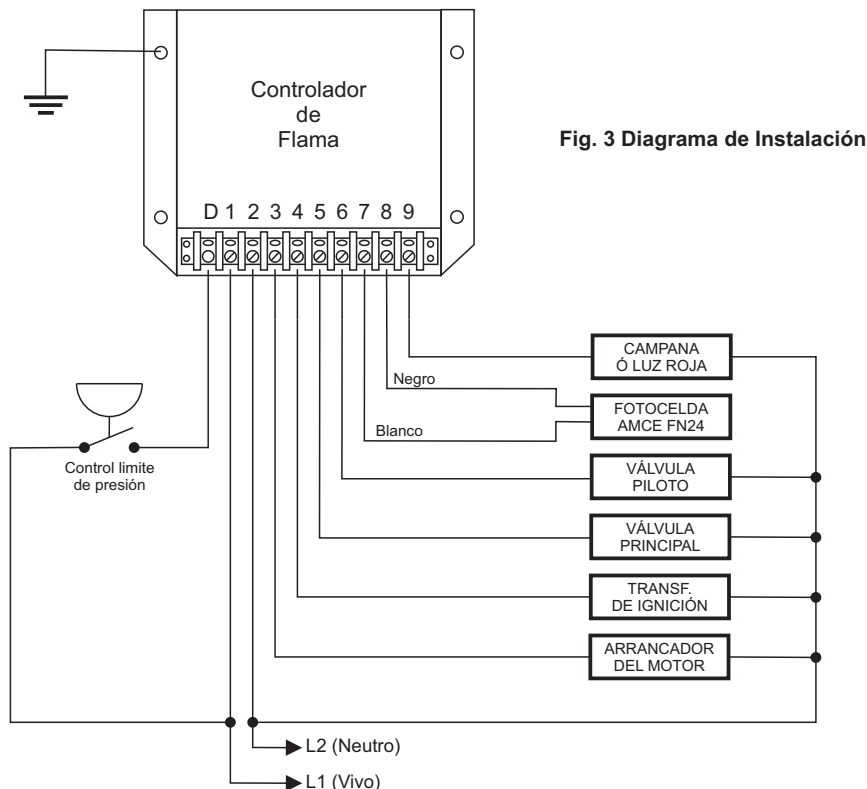 Controlador
de
Flama
Fig. 3 Diagrama de Instalación
D 1 2 3 4 5 6 7 8 9
CAMPANA
Ó LUZ ROJA
Negro
FOTOCELDA
AMCE FN24
Blanco
Control limite
de presión
VÁLVULA
PILOTO
VÁLVULA
PRINCIPAL
TRANSF.
DE IGNICIÓN
ARRANCADOR
DEL MOTOR
L2 (Neutro)
L1 (Vivo)